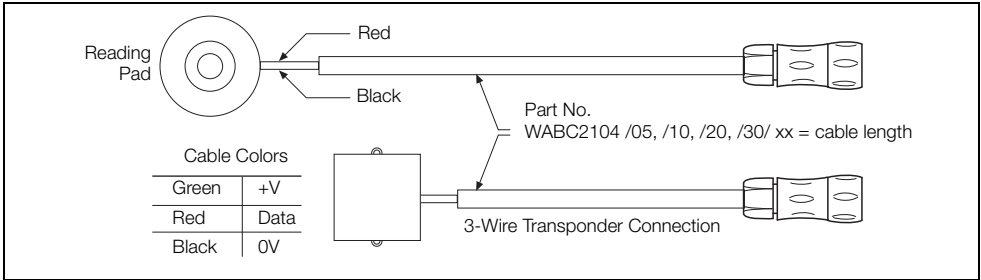 Red
Reading
Pad
Black
Part No.
WABC2104 /05, /10, /20, /30/ xx = cable length
Cable Colors
Green +V
Red Data
Black 0V
3-Wire Transponder Connection